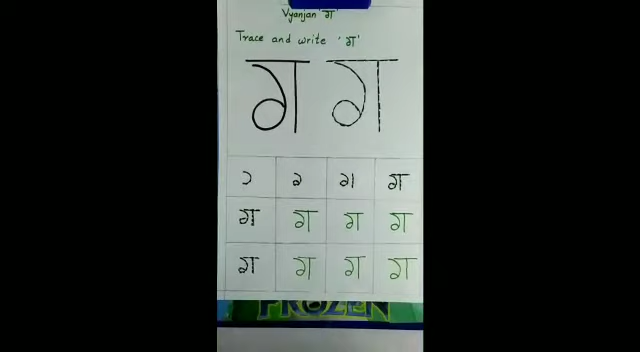 Vyanjan 'ग'
Trace and write 'ग'
ग ग
ग
ग ग ग ग
ग ग ग ग
FROZEN